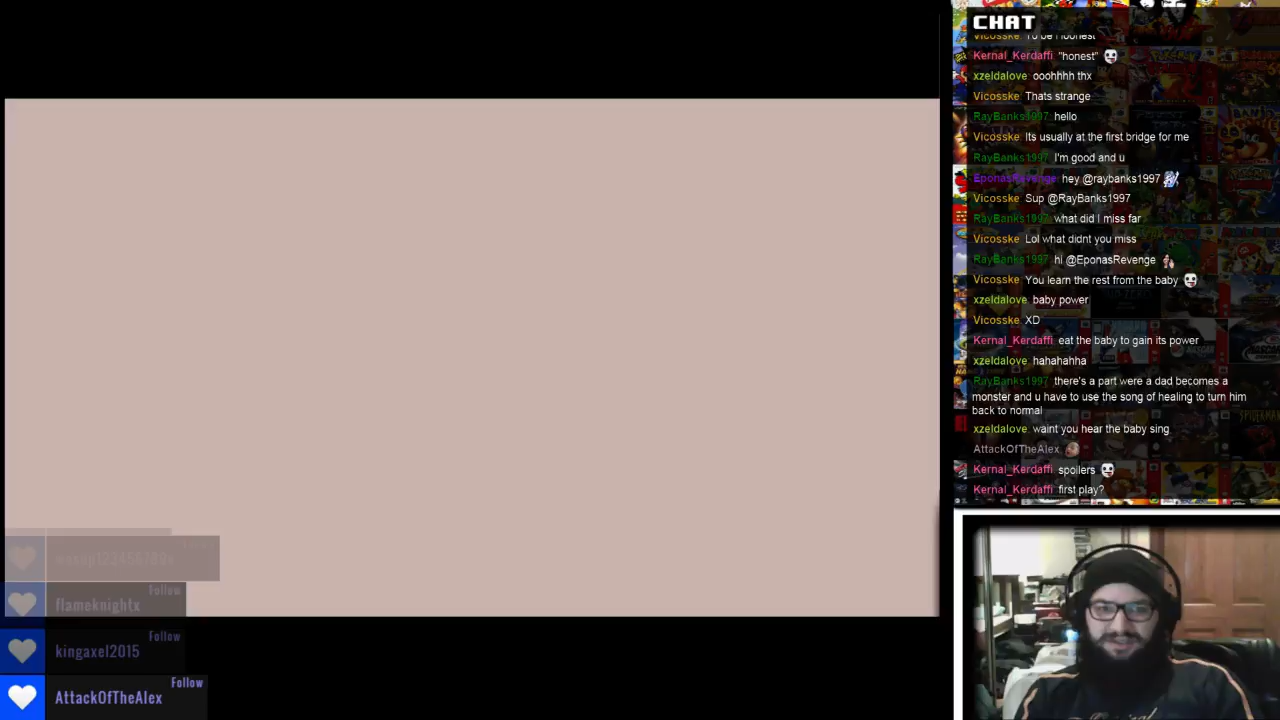 CHAT
Kernal_Kerdaffi: "honest"
xzeldalove: ooohhhh thx
Vicosske: Thats strange
RayBanks1997: hello
Vicosske: Its usually at the first bridge for me
RayBanks1997: I'm good and u
EponasRevenge: hey @raybanks1997
Vicosske: Sup @RayBanks1997
RayBanks1997: what did I miss far
Vicosske: Lol what didnt you miss
RayBanks1997: hi @EponasRevenge
Vicosske: You learn the rest from the baby
xzeldalove: baby power
Vicosske: XD
Kernal_Kerdaffi: eat the baby to gain its power
xzeldalove: hahahahha
RayBanks1997: there's a part were a dad becomes a
monster and u have to use the song of healing to turn him
back to normal
xzeldalove: waint you hear the baby sing
AttackOfTheAlex:
Kernal_Kerdaffi: spoilers
Kernal_Kerdaffi: first play?
Follow
flameknightx
Follow
kingaxel2015
Follow
AttackOfTheAlex